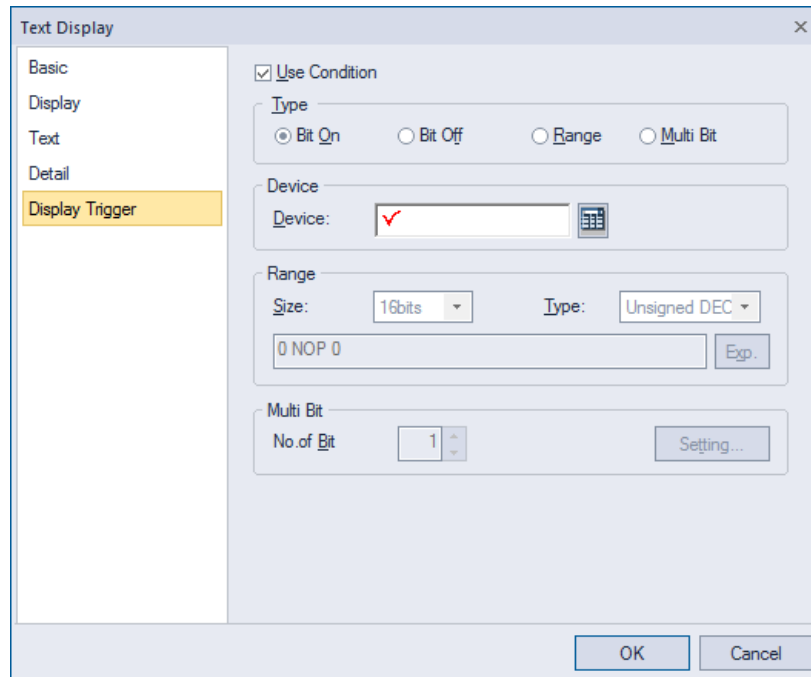 Text Display
Basic
Display
Text
Detail
Display Trigger
Use Condition
Type
Bit On Bit Off Range Multi Bit
Device
Device:
Range
Size: 16bits Type: Unsigned DEC
0 NOP 0 Exp.
Multi Bit
No.of Bit 1 Setting...
OK Cancel